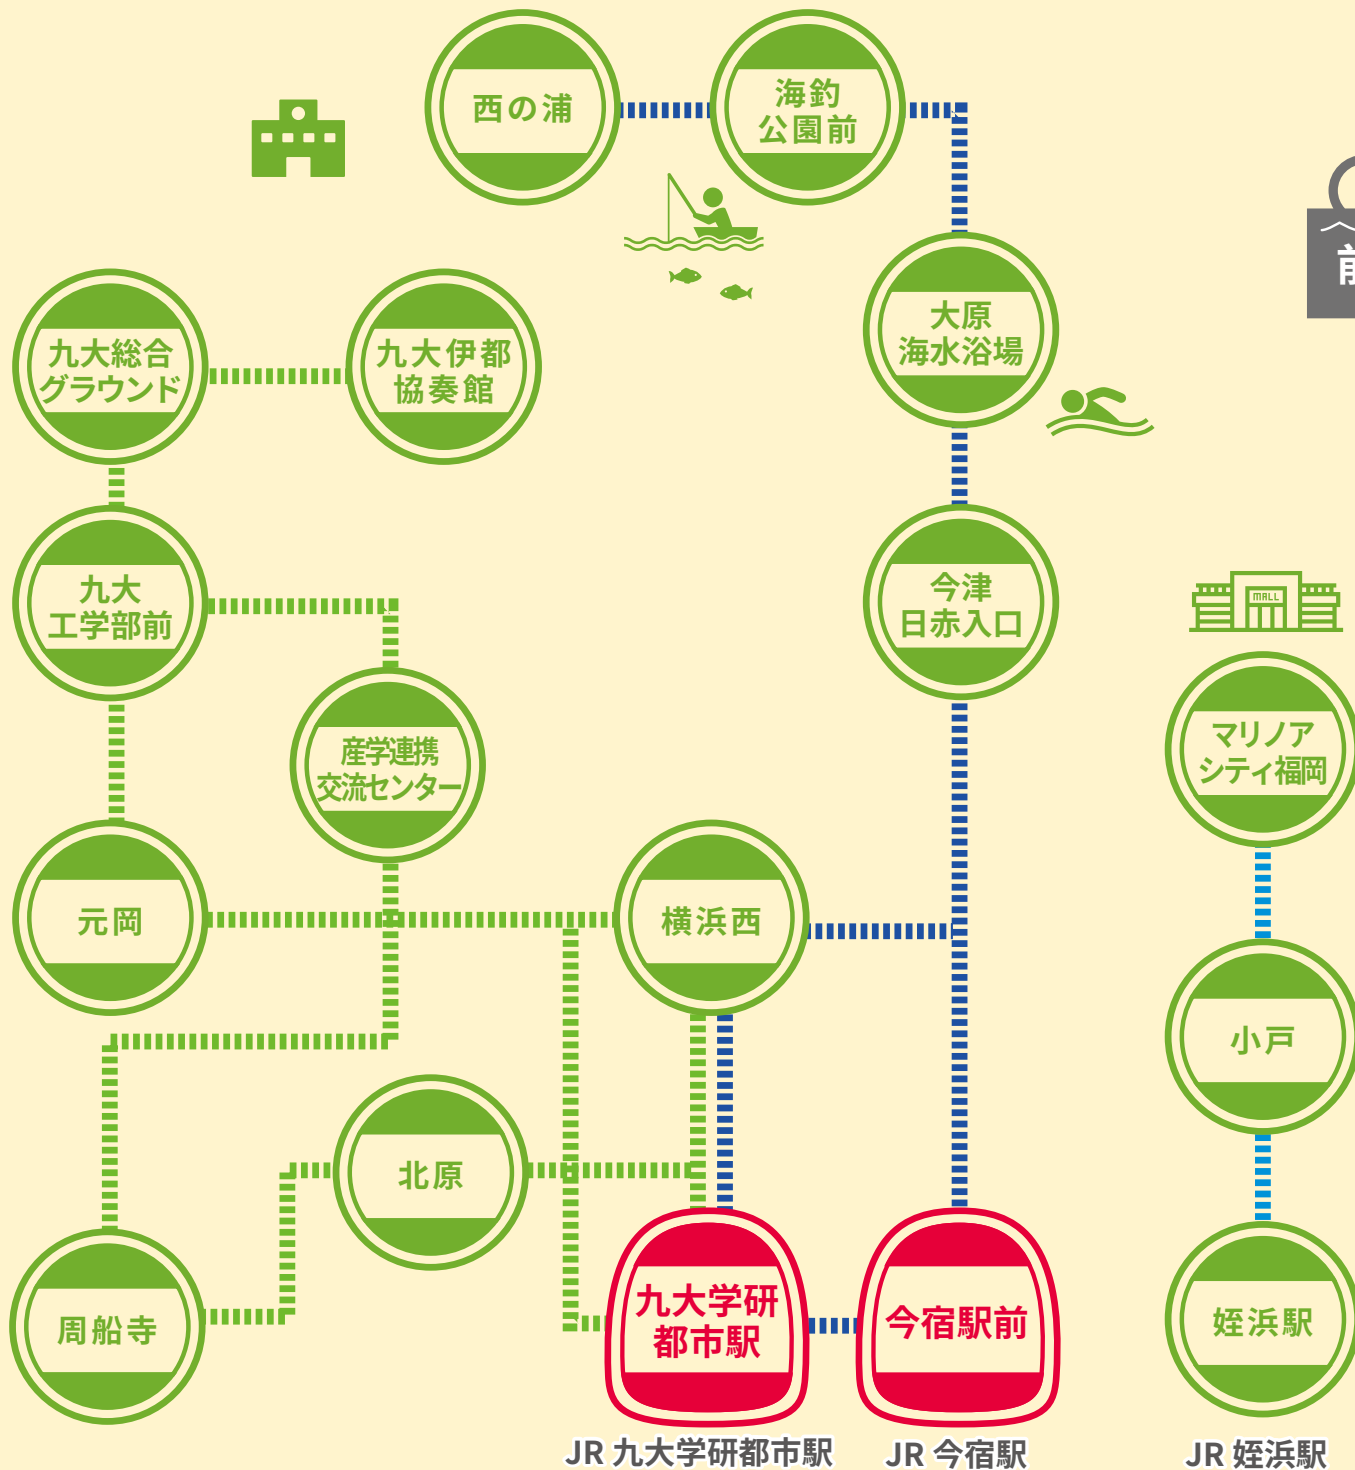 西の浦
海釣
公園前
前
九大総合
グラウンド
九大伊都
協奏館
大原
海水浴場
九大
工学部前
今津
日赤入口
MALL
産学連携
交流センター
マリノア
シティ福岡
元岡
横浜西
小戸
北原
周船寺
九大学研
都市駅
今宿駅前
姪浜駅
JR 九大学研都市駅
JR 今宿駅
JR 姪浜駅